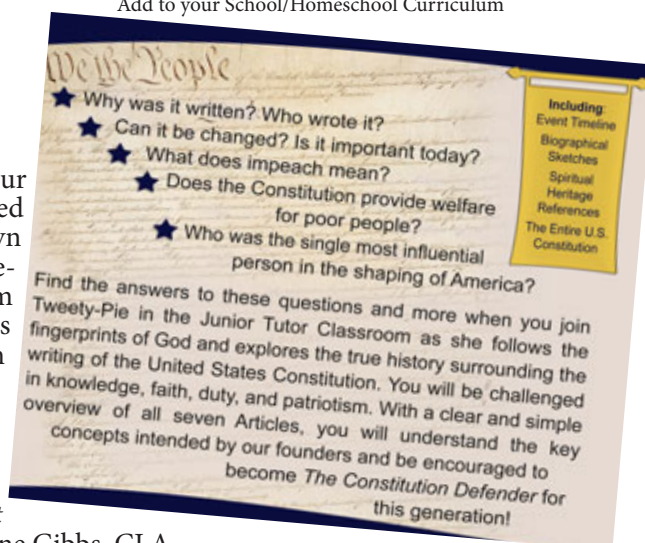 Add to your School/Homeschool Curriculum
We the People
Why was it written? Who wrote it?
Can it be changed? Is it important today?
What does impeach mean?
Does the Constitution provide welfare
for poor people?
Who was the single most influential
person in the shaping of America?
Including:
Event Timeline
Biographical
Sketches
Spiritual
Heritage
References
The Entire U.S.
Constitution
Find the answers to these questions and more when you join
Tweety-Pie in the Junior Tutor Classroom as she follows the
fingerprints of God and explores the true history surrounding the
writing of the United States Constitution. You will be challenged
in knowledge, faith, duty, and patriotism. With a clear and simple
overview of all seven Articles, you will understand the key
concepts intended by our founders and be encouraged to
become The Constitution Defender for
this generation!
ur
ed
wn
e-
m
s
n
t
ne Gibbs, CLA